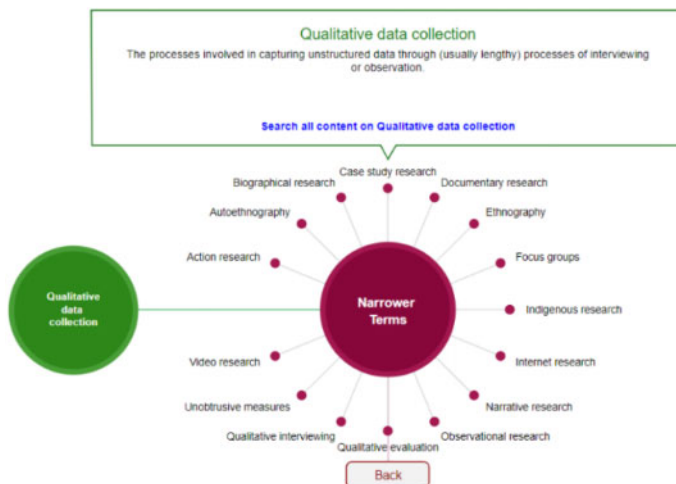 Qualitative data collection
The processes involved in capturing unstructured data through (usually lengthy) processes of interviewing
or observation.
Search all content on Qualitative data collection
Case study research
Biographical research
Documentary research
Autoethnography
Ethnography
Action research
Focus groups
Qualitative
data
collection
Narrower
Terms
Indigenous research
Video research
Internet research
Unobtrusive measures
Narrative research
Qualitative interviewing
Observational research
Qualitative evaluation
Back